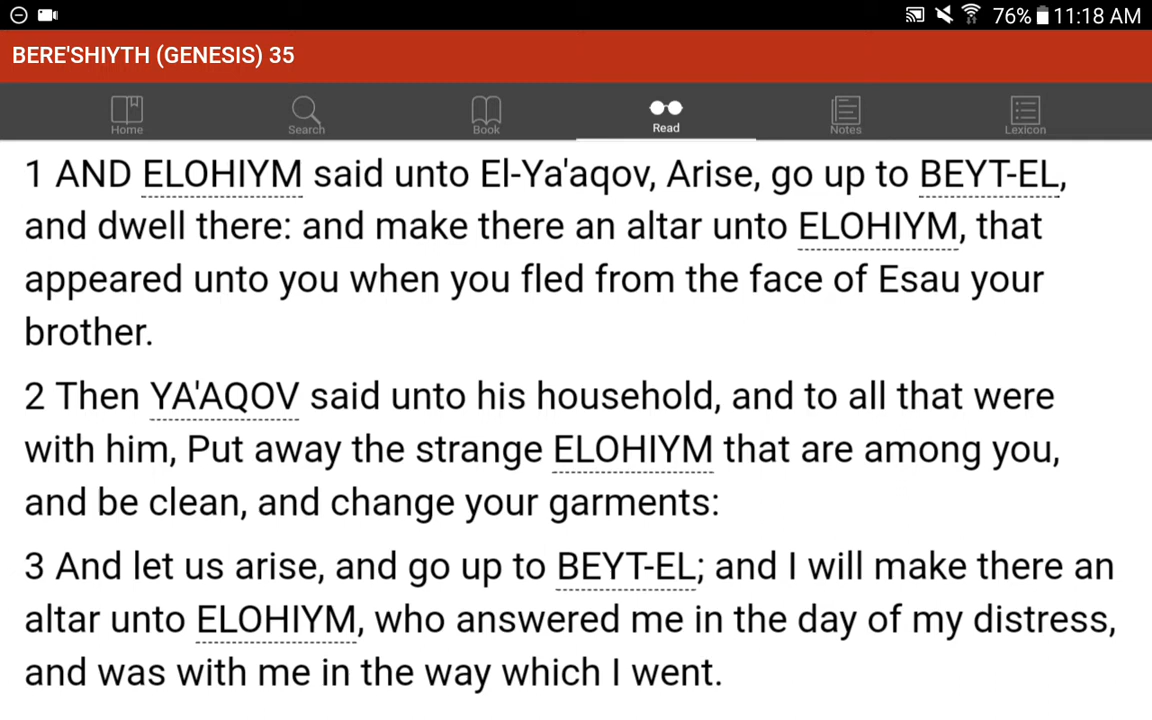 76% 11:18 AM
BERE'SHIYTH (GENESIS) 35
Home Search Book Read Notes Lexicon
1 AND ELOHIYM said unto El-Ya'aqov, Arise, go up to BEYT-EL,
and dwell there: and make there an altar unto ELOHIYM, that
appeared unto you when you fled from the face of Esau your
brother.
2 Then YA'AQOV said unto his household, and to all that were
with him, Put away the strange ELOHIYM that are among you,
and be clean, and change your garments:
3 And let us arise, and go up to BEYT-EL; and I will make there an
altar unto ELOHIYM, who answered me in the day of my distress,
and was with me in the way which I went.